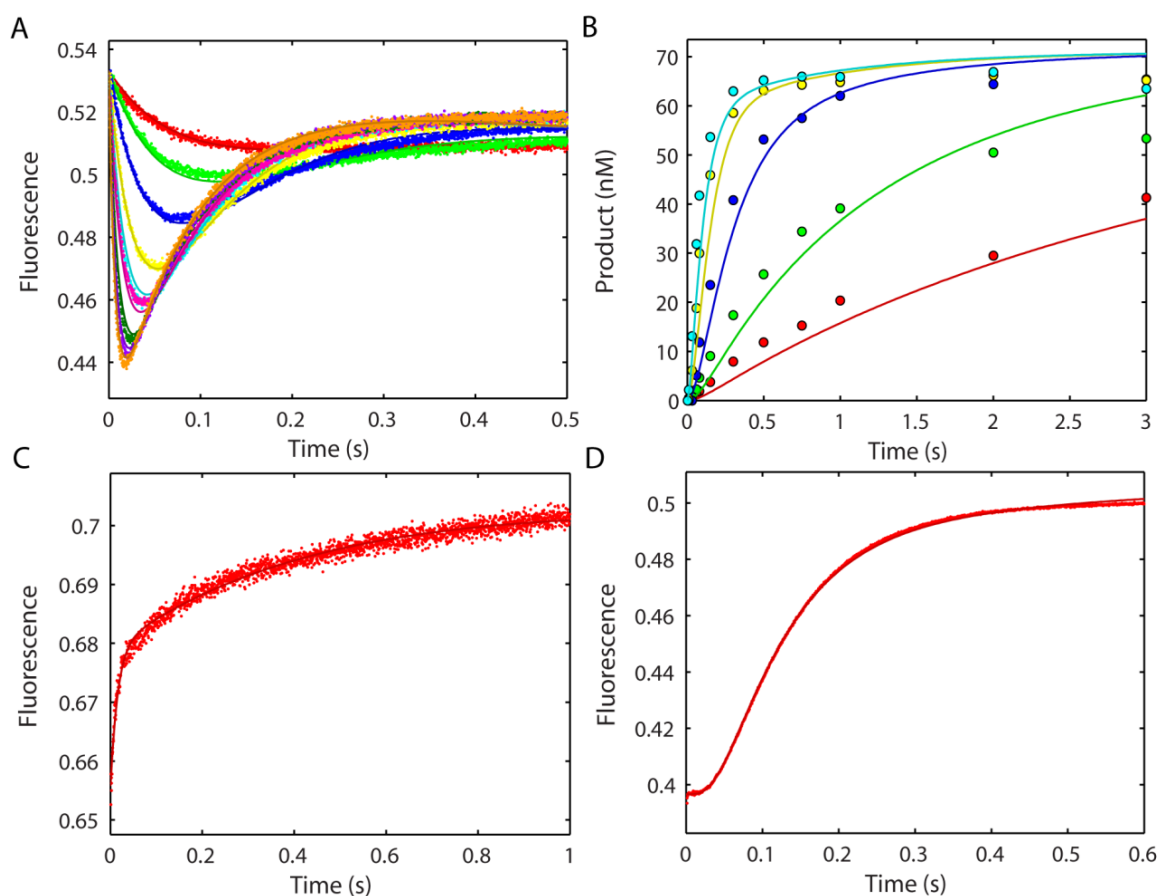 A
0.54
0.52
0.5
0.48
0.46
0.44
Fluorescence
0 0.1 0.2 0.3 0.4 0.5
Time (s)
B
70
60
50
40
30
20
10
0
Product (nM)
0 0.5 1 1.5 2 2.5 3
Time (s)
C
0.7
0.69
0.68
0.67
0.66
0.65
Fluorescence
0 0.2 0.4 0.6 0.8 1
Time (s)
D
0.5
0.48
0.46
0.44
0.42
0.4
Fluorescence
0 0.1 0.2 0.3 0.4 0.5 0.6
Time (s)